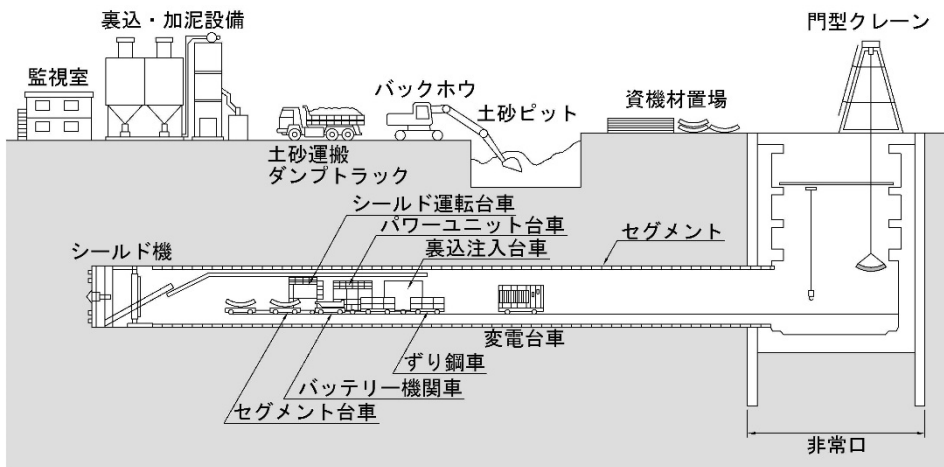 裏込・加泥設備
門型クレーン
監視室
バックホウ
土砂ピット
資機材置場
土砂運搬
ダンプトラック
シールド運転台車
パワーユニット台車
裏込注入台車
セグメント
シールド機
変電台車
ずり鋼車
バッテリー機関車
セグメント台車
非常口